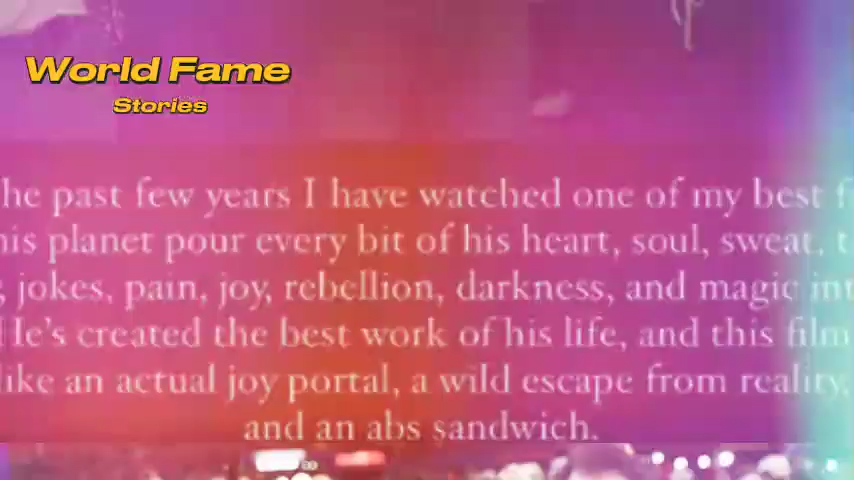 World Fame
Stories
he past few years I have watched one of my best f
his planet pour every bit of his heart, soul, sweat, t
, jokes, pain, joy, rebellion, darkness, and magic int
He's created the best work of his life, and this film
like an actual joy portal, a wild escape from reality,
and an abs sandwich.